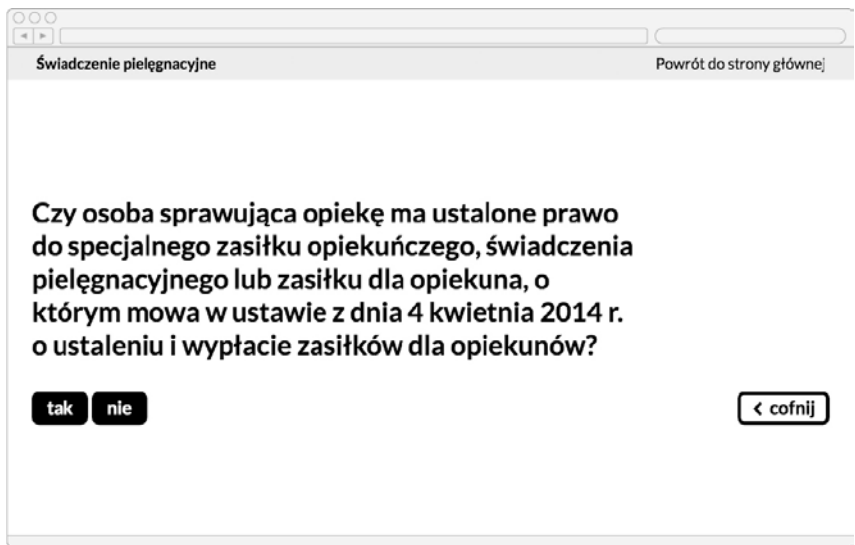 Świadczenie pielęgnacyjne
Powrót do strony głównej
Czy osoba sprawująca opiekę ma ustalone prawo
do specjalnego zasiłku opiekuńczego, świadczenia
pielęgnacyjnego lub zasiłku dla opiekuna, o
którym mowa w ustawie z dnia 4 kwietnia 2014 r.
o ustaleniu i wypłacie zasiłków dla opiekunów?
tak
nie
< cofnij